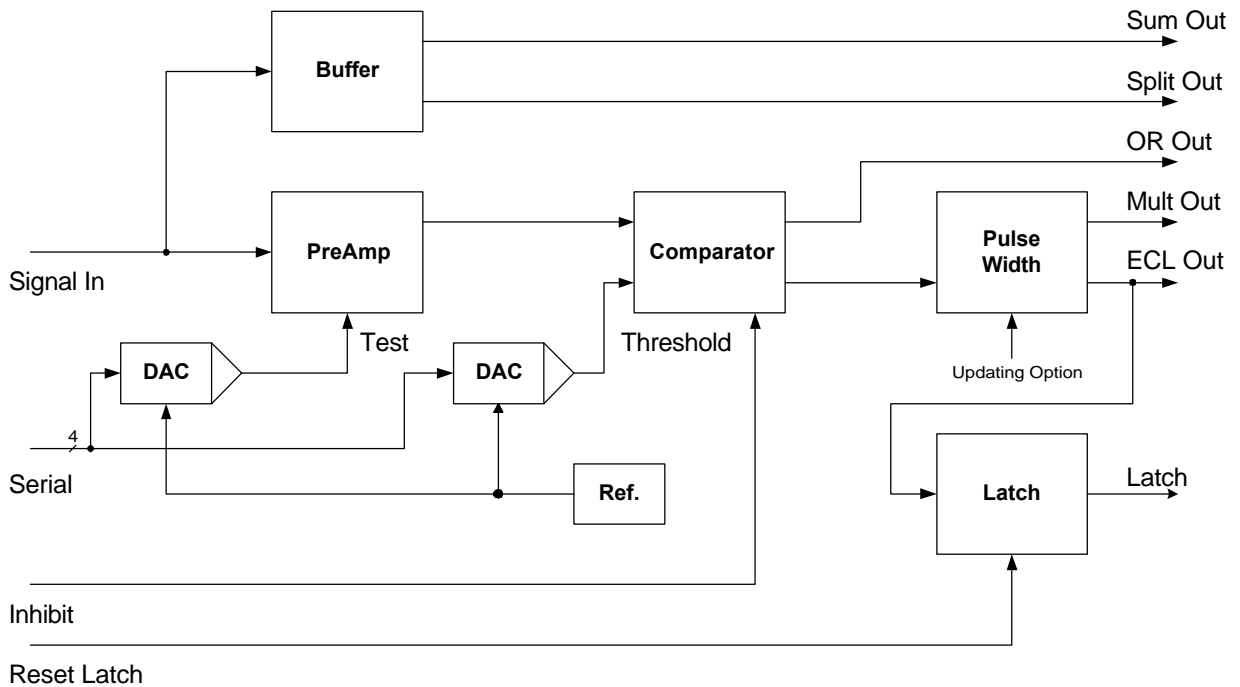 Sum Out
Buffer
Split Out
OR Out
Mult Out
PreAmp
Comparator
Pulse
Width
ECL Out
Signal In
Test
Threshold
DAC
DAC
Updating Option
4
Serial
Ref.
Latch
Latch
Inhibit
Reset Latch